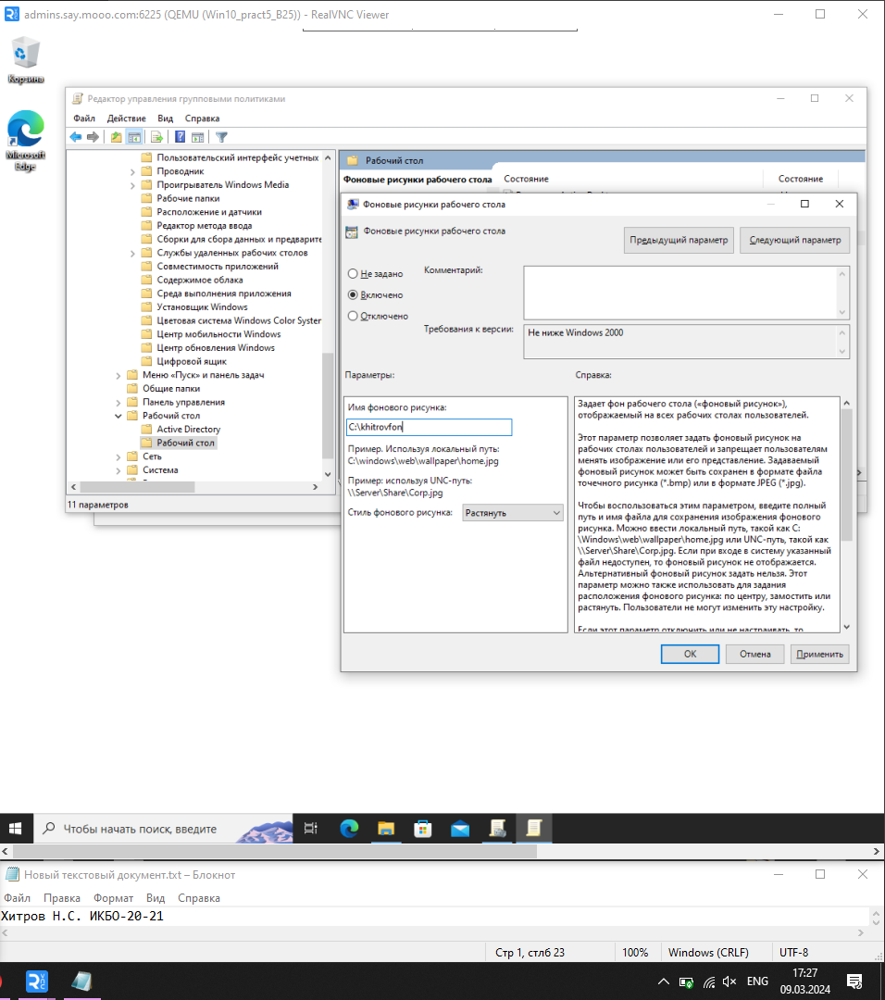 admins.say.mooo.com:6225 (QEMU (Win10_pract5_B25)) - RealVNC Viewer
Корзина
Microsoft Edge
Редактор управления групповыми политиками
Файл Действие Вид Справка
Пользовательский интерфейс учетных
Проводник
Проигрыватель Windows Media
Рабочие папки
Расположение и датчики
Редактор метода ввода
Сборки для сбора данных и предварите
Службы удаленных рабочих столов
Совместимость приложений
Содержимое облака
Среда выполнения приложения
Установщик Windows
Цветовая система Windows Color System
Центр мобильности Windows
Центр обновления Windows
Цифровой ящик
Меню «Пуск» и панель задач
Общие папки
Панель управления
Рабочий стол
Active Directory
Рабочий стол
Сеть
Система
11 параметров
Рабочий стол
Фоновые рисунки рабочего стола
Состояние
Состояние
Фоновые рисунки рабочего стола
Фоновые рисунки рабочего стола
Предыдущий параметр
Следующий параметр
Не задано
Включено
Отключено
Комментарий:
Требования к версии:
Не ниже Windows 2000
Параметры:
Справка:
Имя фонового рисунка:
C:\khitrovfon
Пример. Используя локальный путь:
C:\windows\web\wallpaper\home.jpg
Пример: используя UNC-путь:
\\Server\Share\Corp.jpg
Стиль фонового рисунка: Растянуть
Задает фон рабочего стола («фоновый рисунок»),
отображаемый на всех рабочих столах пользователей.
Этот параметр позволяет задать фоновый рисунок на
рабочих столах пользователей и запрещает пользователям
менять изображение или его представление. Задаваемый
фоновый рисунок может быть сохранен в формате файла
точечного рисунка (*.bmp) или в формате JPEG (*.jpg).
Чтобы воспользоваться этим параметром, введите полный
путь и имя файла для сохранения изображения фонового
рисунка. Можно ввести локальный путь, такой как C:
\Windows\web\wallpaper\home.jpg или UNC-путь, такой как
\\Server\Share\Corp.jpg. Если при входе в систему указанный
файл недоступен, то фоновый рисунок не отображается.
Альтернативный фоновый рисунок задать нельзя. Этот
параметр можно также использовать для задания
расположения фонового рисунка: по центру, замостить или
растянуть. Пользователи не могут изменить эту настройку.
Если этот параметр отключить или не настраивать, то
ОК
Отмена
Применить
Чтобы начать поиск, введите
Новый текстовый документ.txt – Блокнот
Файл Правка Формат Вид Справка
Хитров Н.С. ИКБО-20-21
Стр 1, стлб 23
100%
Windows (CRLF)
UTF-8
ENG
17:27
09.03.2024